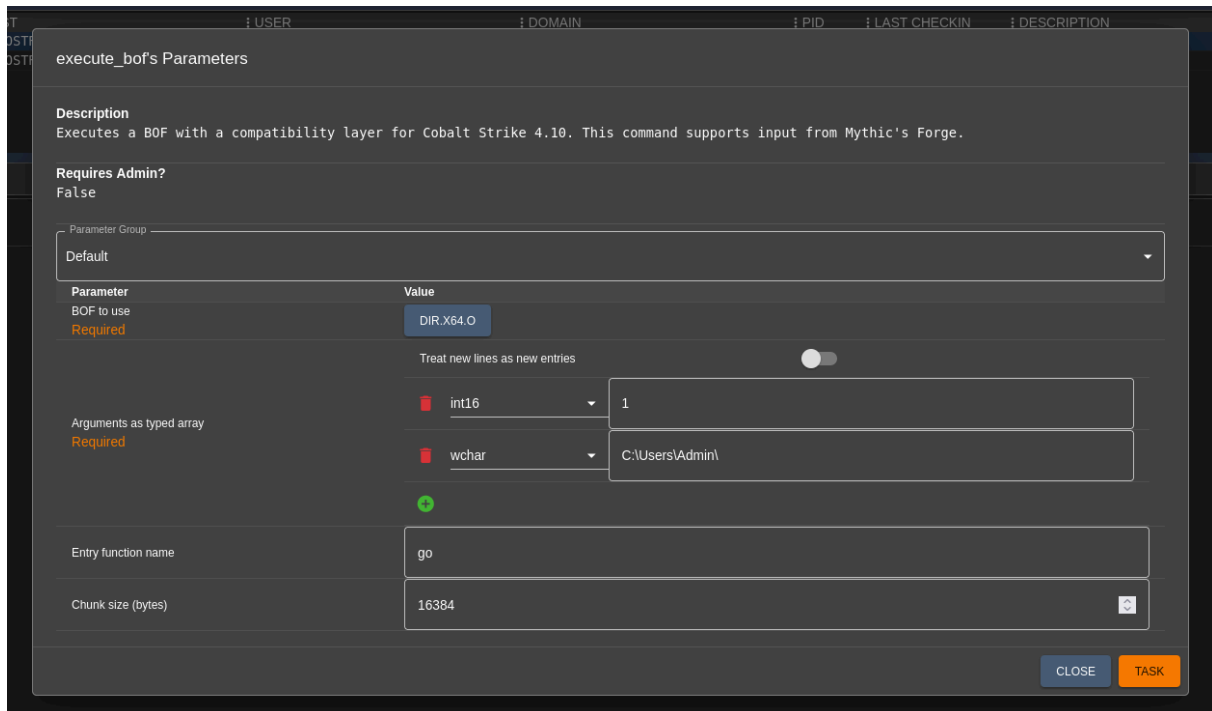 ST USER DOMAIN PID LAST CHECKIN DESCRIPTION
OSTR
OSTR
execute_bof's Parameters
Description
Executes a BOF with a compatibility layer for Cobalt Strike 4.10. This command supports input from Mythic's Forge.
Requires Admin?
False
Parameter Group
Default
Parameter Value
BOF to use
Required
DIR.X64.O
Treat new lines as new entries
Arguments as typed array
Required
int16 1
wchar C:\Users\Admin\
Entry function name go
Chunk size (bytes) 16384
CLOSE TASK